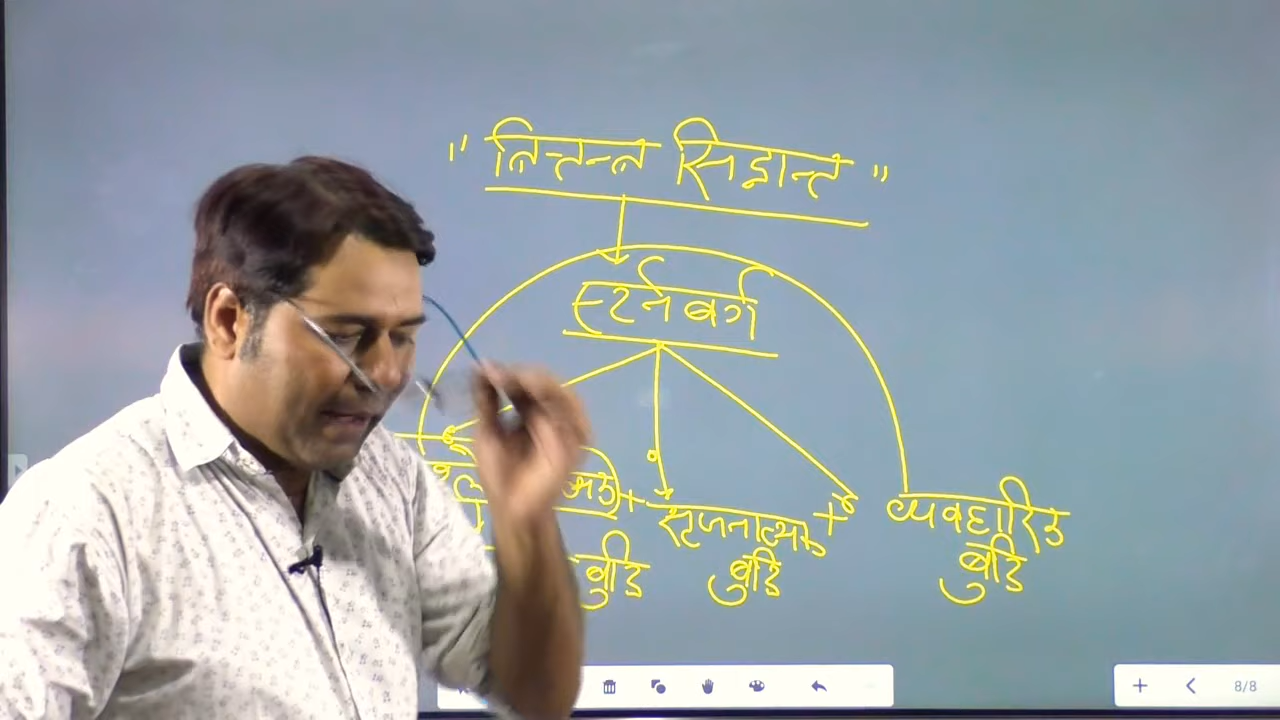 " त्रितन्त्र सिद्धान्त "
स्टर्नबर्ग
+ सृजनात्मक + व्यवहारिक
बुद्धि बुद्धि बुद्धि
8/8